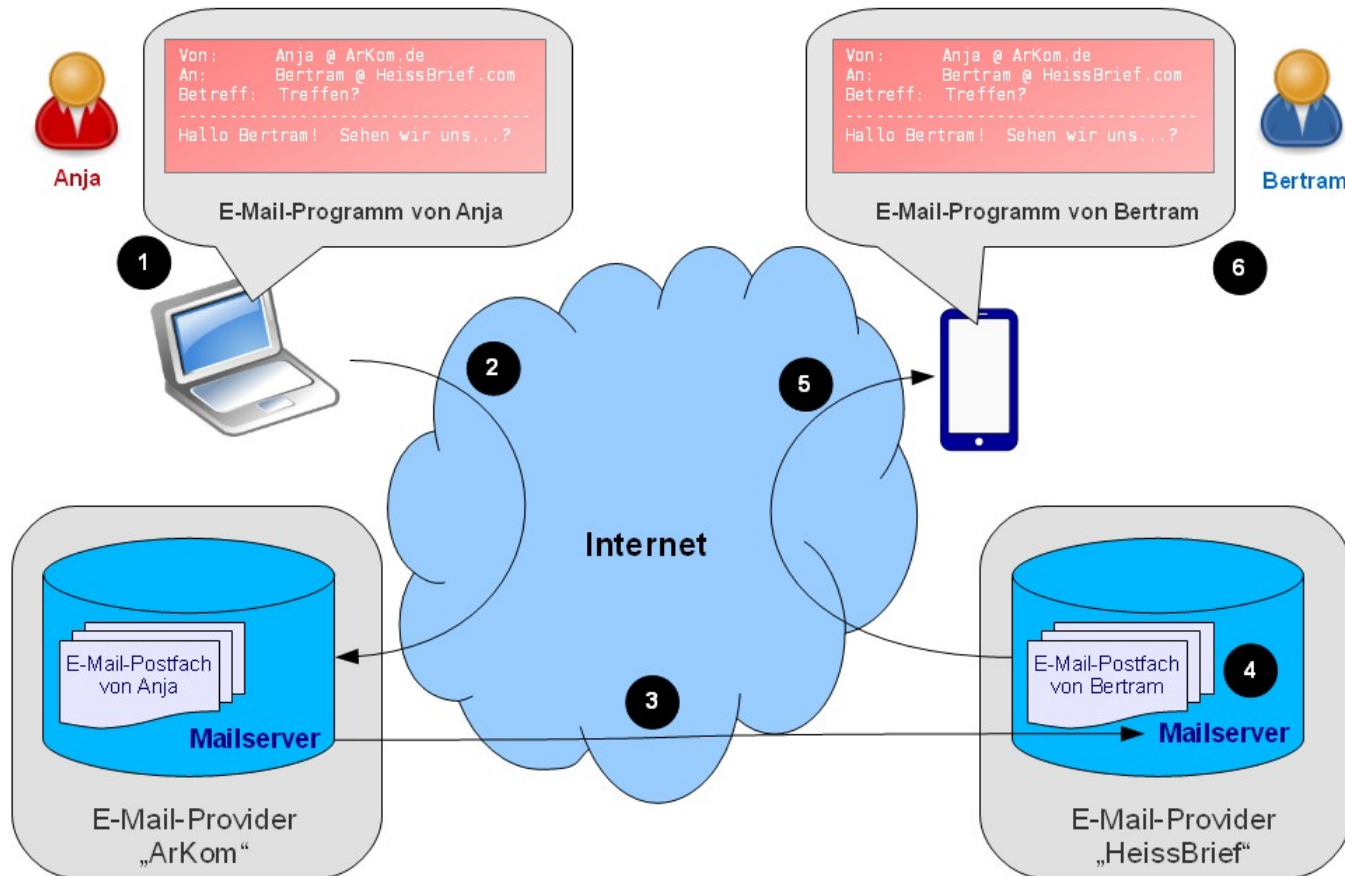 Von: Anja @ ArKom.de
An: Bertram @ HeissBrief.com
Betreff: Treffen?
-----------------------------------
Hallo Bertram! Sehen wir uns...?
E-Mail-Programm von Anja
Anja
Von: Anja @ ArKom.de
An: Bertram @ HeissBrief.com
Betreff: Treffen?
-----------------------------------
Hallo Bertram! Sehen wir uns...?
E-Mail-Programm von Bertram
Bertram
1
6
2
5
Internet
E-Mail-Postfach
von Anja
Mailserver
3
E-Mail-Postfach
von Bertram
4
Mailserver
E-Mail-Provider
„ArKom“
E-Mail-Provider
„HeissBrief“